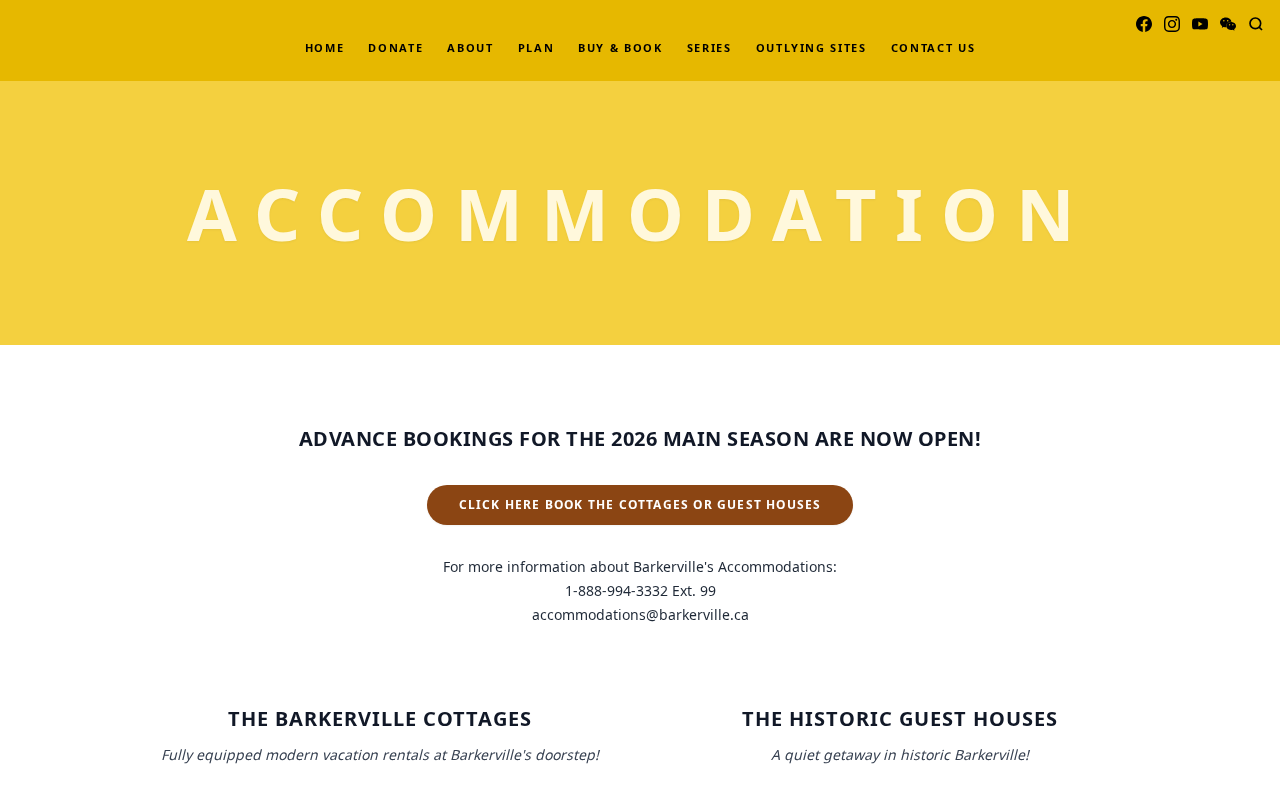 HOME DONATE ABOUT PLAN BUY & BOOK SERIES OUTLYING SITES CONTACT US
ACCOMMODATION
ADVANCE BOOKINGS FOR THE 2026 MAIN SEASON ARE NOW OPEN!
CLICK HERE BOOK THE COTTAGES OR GUEST HOUSES
For more information about Barkerville's Accommodations:
1-888-994-3332 Ext. 99
accommodations@barkerville.ca
THE BARKERVILLE COTTAGES
Fully equipped modern vacation rentals at Barkerville's doorstep!
THE HISTORIC GUEST HOUSES
A quiet getaway in historic Barkerville!